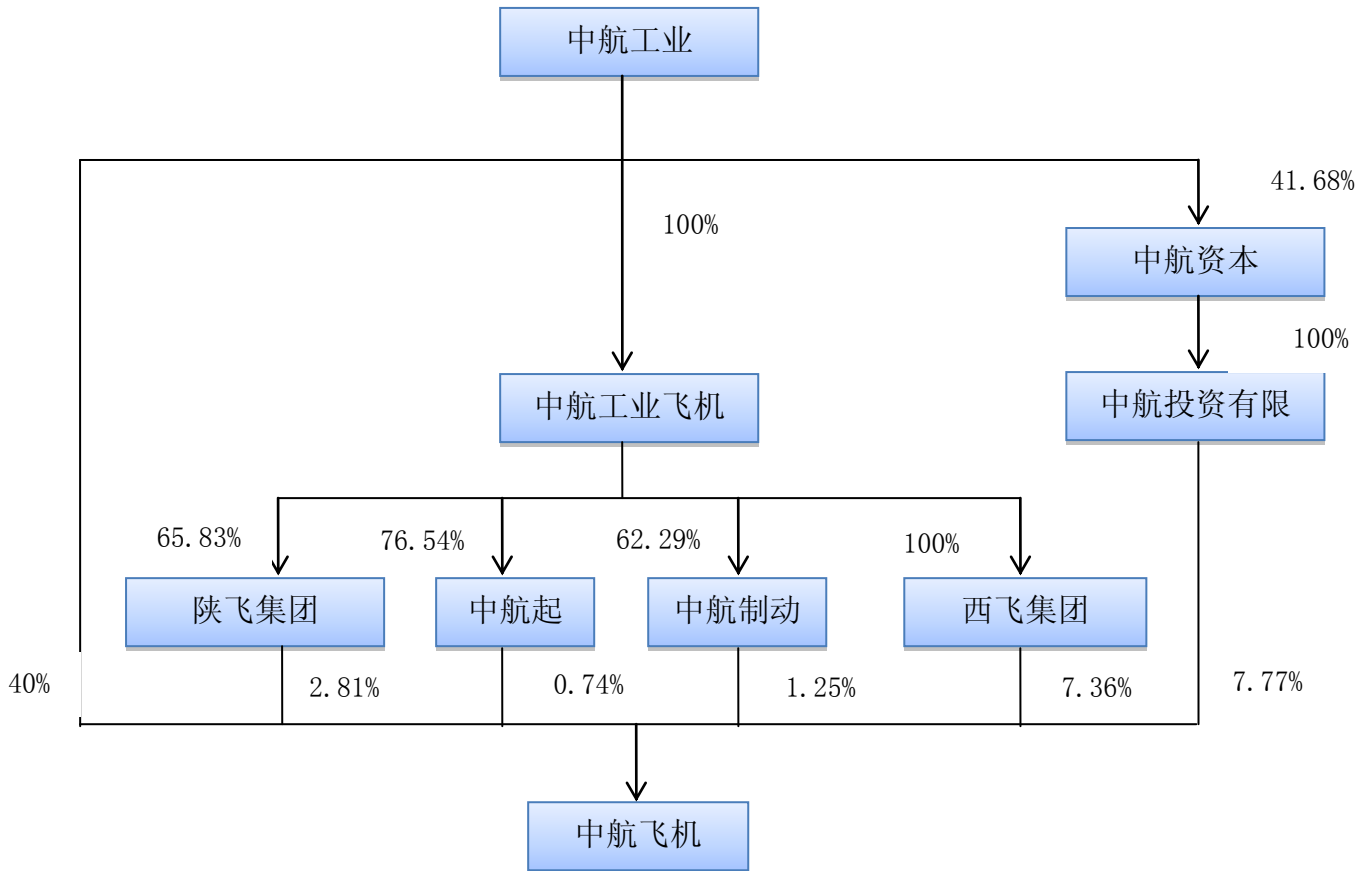 中航工业
41.68%
100%
中航资本
100%
中航工业飞机
中航投资有限
65.83%
76.54%
62.29%
100%
陕飞集团
中航起
中航制动
西飞集团
40%
2.81%
0.74%
1.25%
7.36%
7.77%
中航飞机